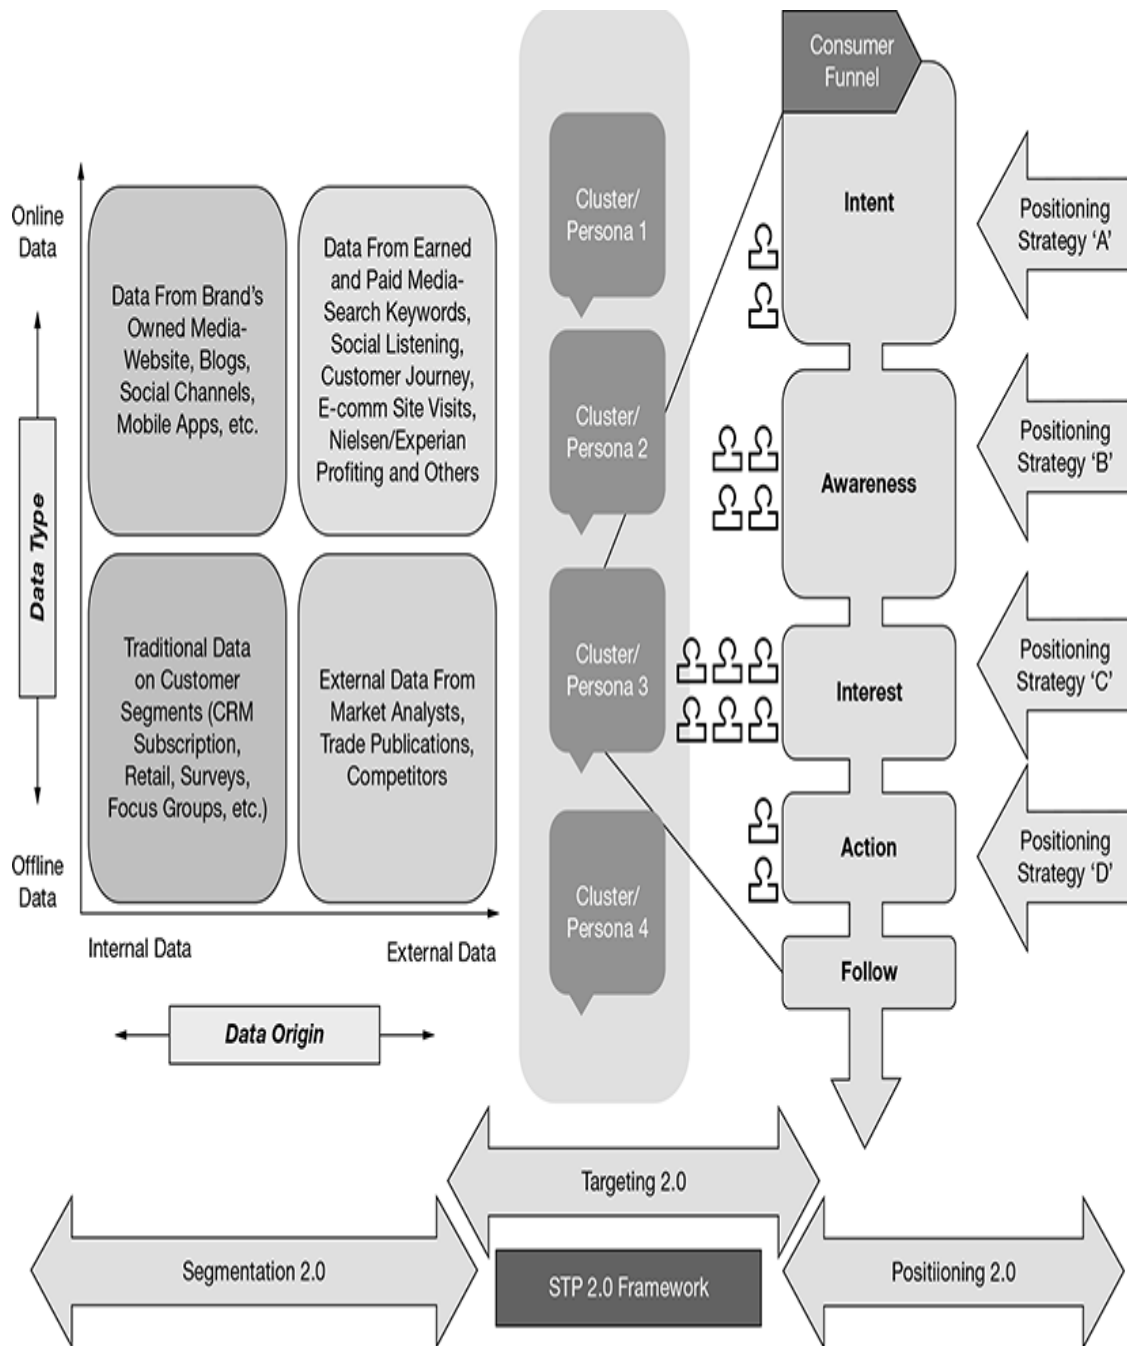 Consumer
Funnel
Online
Data
Data Type
Offline
Data
Data From Brand's
Owned Media-
Website, Blogs,
Social Channels,
Mobile Apps, etc.
Data From Earned
and Paid Media-
Search Keywords,
Social Listening,
Customer Journey,
E-comm Site Visits,
Nielsen/Experian
Profiting and Others
Traditional Data
on Customer
Segments (CRM
Subscription,
Retail, Surveys,
Focus Groups, etc.)
External Data From
Market Analysts,
Trade Publications,
Competitors
Internal Data
External Data
Data Origin
Cluster/
Persona 1
Cluster/
Persona 2
Cluster/
Persona 3
Cluster/
Persona 4
Intent
Awareness
Interest
Action
Follow
Positioning
Strategy ‘A’
Positioning
Strategy ‘B’
Positioning
Strategy ‘C’
Positioning
Strategy ‘D’
Targeting 2.0
Segmentation 2.0
STP 2.0 Framework
Positiioning 2.0